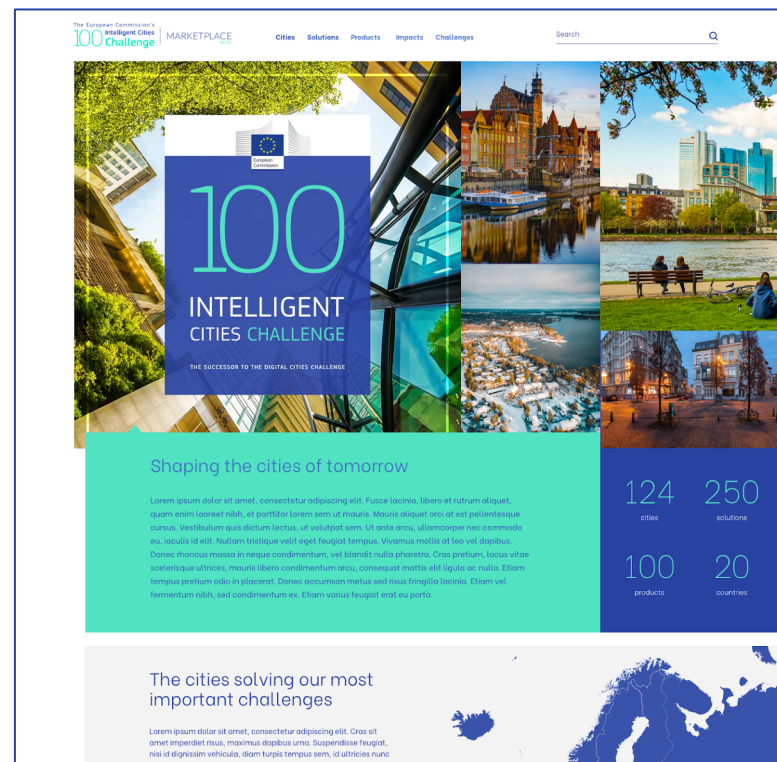 The European Commission's
100 Intelligent Cities Challenge
MARKETPLACE
BETA
Cities Solutions Products Impacts Challenges
Search
European Commission
100
INTELLIGENT
CITIES CHALLENGE
THE SUCCESSOR TO THE DIGITAL CITIES CHALLENGE
Shaping the cities of tomorrow
Lorem ipsum dolor sit amet, consectetur adipiscing elit. Fusce lacinia, libero et rutrum aliquet,
quam enim laoreet nibh, et porttitor lorem sem ut mauris. Mauris aliquet orci at est pellentesque
cursus. Vestibulum quis dictum lectus, ut volutpat sem. Ut ante arcu, ullamcorper nec commodo
eu, iaculis id elit. Nullam tristique velit eget feugiat tempus. Vivamus mollis at leo vel dapibus.
Donec rhoncus massa in neque condimentum, vel blandit nulla pharetra. Cras pretium, lacus vitae
scelerisque ultrices, mauris libero condimentum arcu, consequat mattis elit ligula ac nulla. Etiam
tempus pretium odio in placerat. Donec accumsan metus sed risus fringilla lacinia. Etiam vel
fermentum nibh, sed condimentum ex. Etiam varius feugiat erat eu porta.
124 250
cities solutions
100 20
products countries
The cities solving our most
important challenges
Lorem ipsum dolor sit amet, consectetur adipiscing elit. Cras sit
amet imperdiet risus, maximus dapibus urna. Suspendisse feugiat,
nisi id dignissim vehicula, diam turpis tempus sem, id ultricies nunc